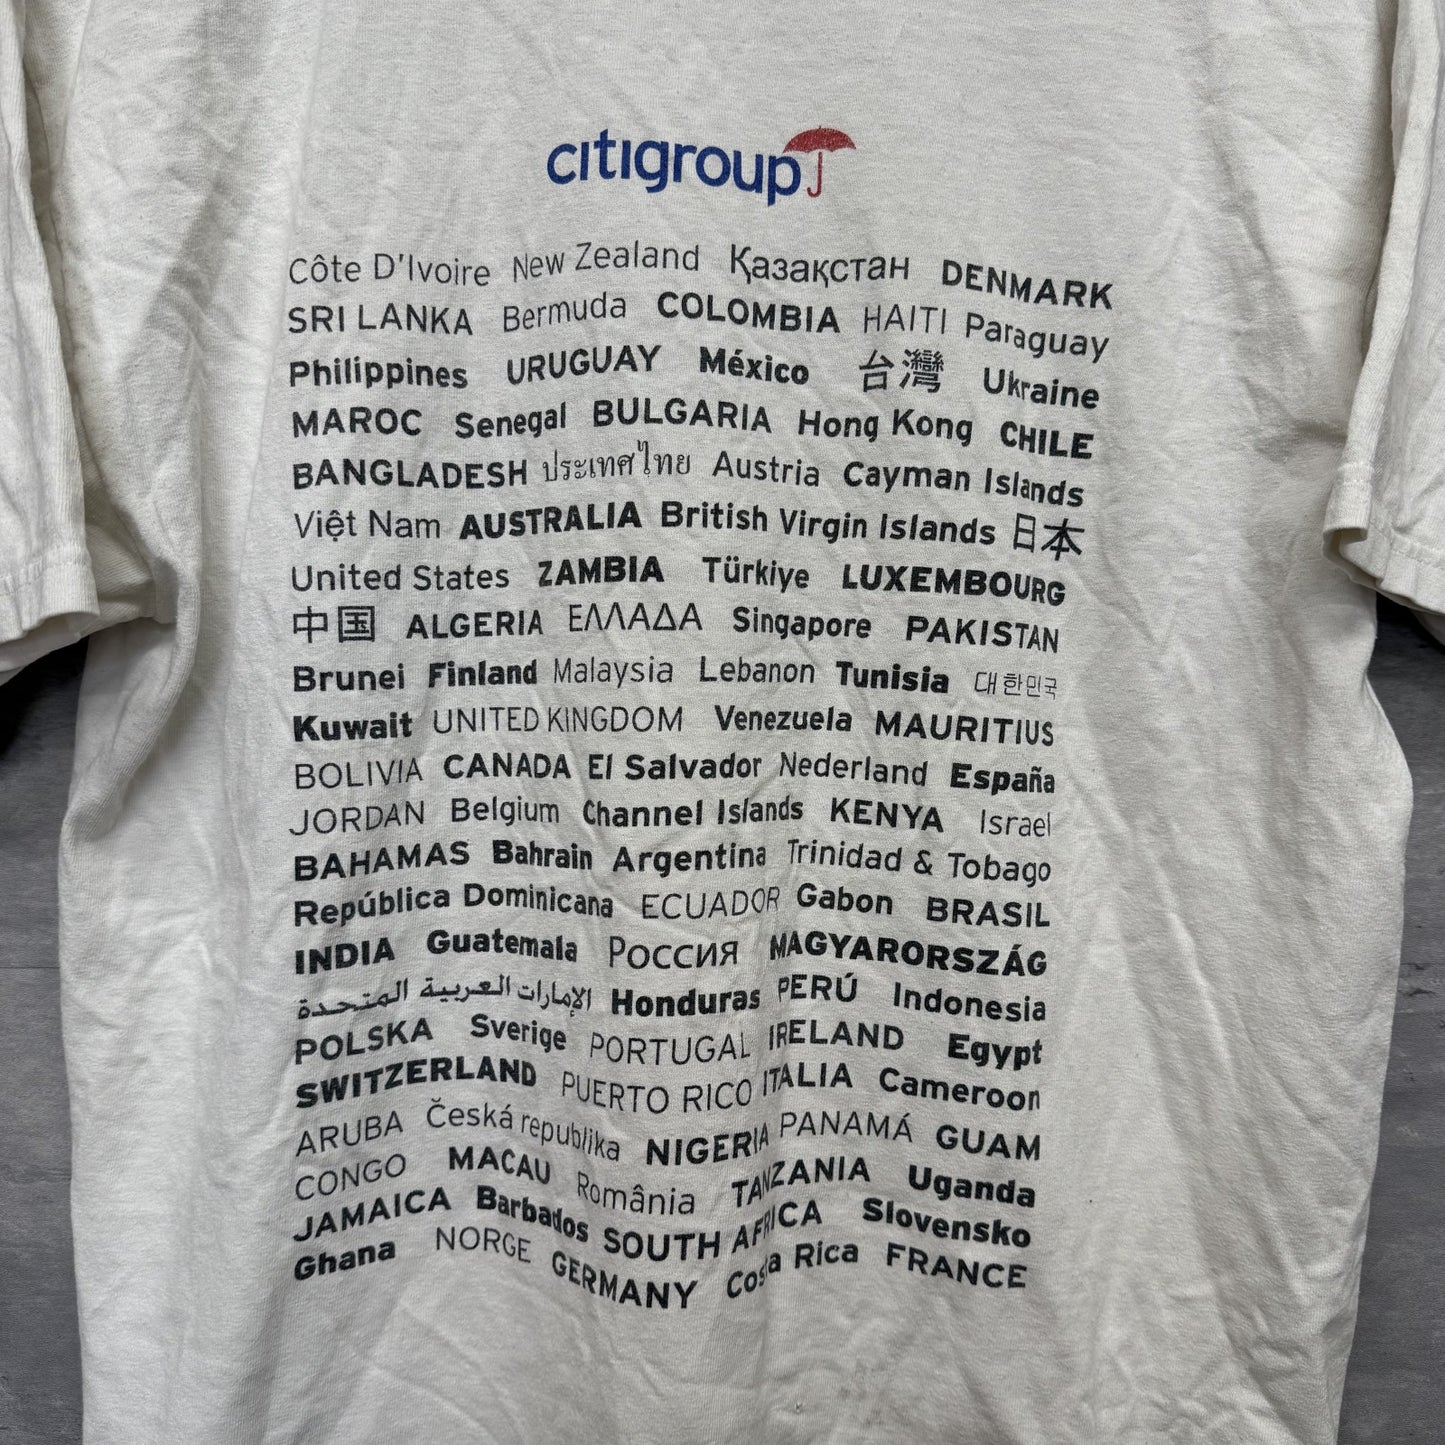 citigroup
Côte D'Ivoire New Zealand Қазақстан DENMARK
SRI LANKA Bermuda COLOMBIA HAITI Paraguay
Philippines URUGUAY México 台灣 Ukraine
MAROC Senegal BULGARIA Hong Kong CHILE
BANGLADESH ประเทศไทย Austria Cayman Islands
Việt Nam AUSTRALIA British Virgin Islands 日本
United States ZAMBIA Türkiye LUXEMBOURG
中国 ALGERIA ΕΛΛΑΔΑ Singapore PAKISTAN
Brunei Finland Malaysia Lebanon Tunisia 대한민국
Kuwait UNITED KINGDOM Venezuela MAURITIUS
BOLIVIA CANADA El Salvador Nederland España
JORDAN Belgium Channel Islands KENYA Israel
BAHAMAS Bahrain Argentina Trinidad & Tobago
República Dominicana ECUADOR Gabon BRASIL
INDIA Guatemala РОССИЯ MAGYARORSZÁG
الإمارات العربية المتحدة Honduras PERÚ Indonesia
POLSKA Sverige PORTUGAL IRELAND Egypt
SWITZERLAND PUERTO RICO ITALIA Cameroon
ARUBA Česká republika NIGERIA PANAMÁ GUAM
CONGO MACAU România TANZANIA Uganda
JAMAICA Barbados SOUTH AFRICA Slovensko
Ghana NORGE GERMANY Costa Rica FRANCE